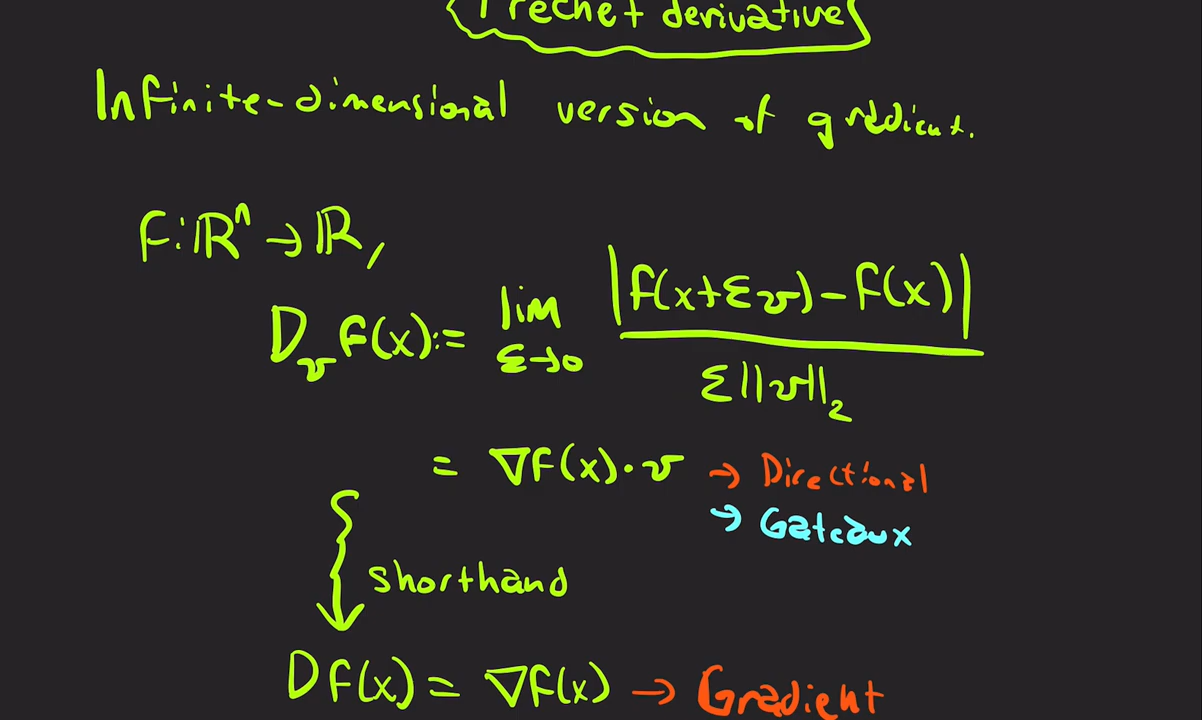 Frechet derivative
Infinite-dimensional version of gradient.
F: ℝⁿ → ℝ,
D_v F(x) := lim_{ε→0} |F(x+εv) - F(x)| / ε||v||₂
= ∇F(x)·v → Directional
→ Gateaux
shorthand
DF(x) = ∇F(x) → Gradient